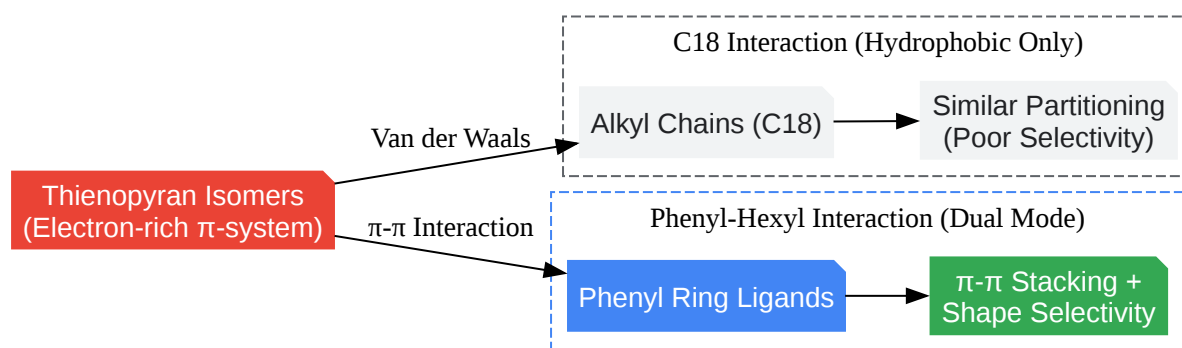 C18 Interaction (Hydrophobic Only)
Alkyl Chains (C18)
Similar Partitioning
(Poor Selectivity)
Van der Waals
Thienopyran Isomers
(Electron-rich π-system)
π-π Interaction
Phenyl-Hexyl Interaction (Dual Mode)
Phenyl Ring Ligands
π-π Stacking +
Shape Selectivity